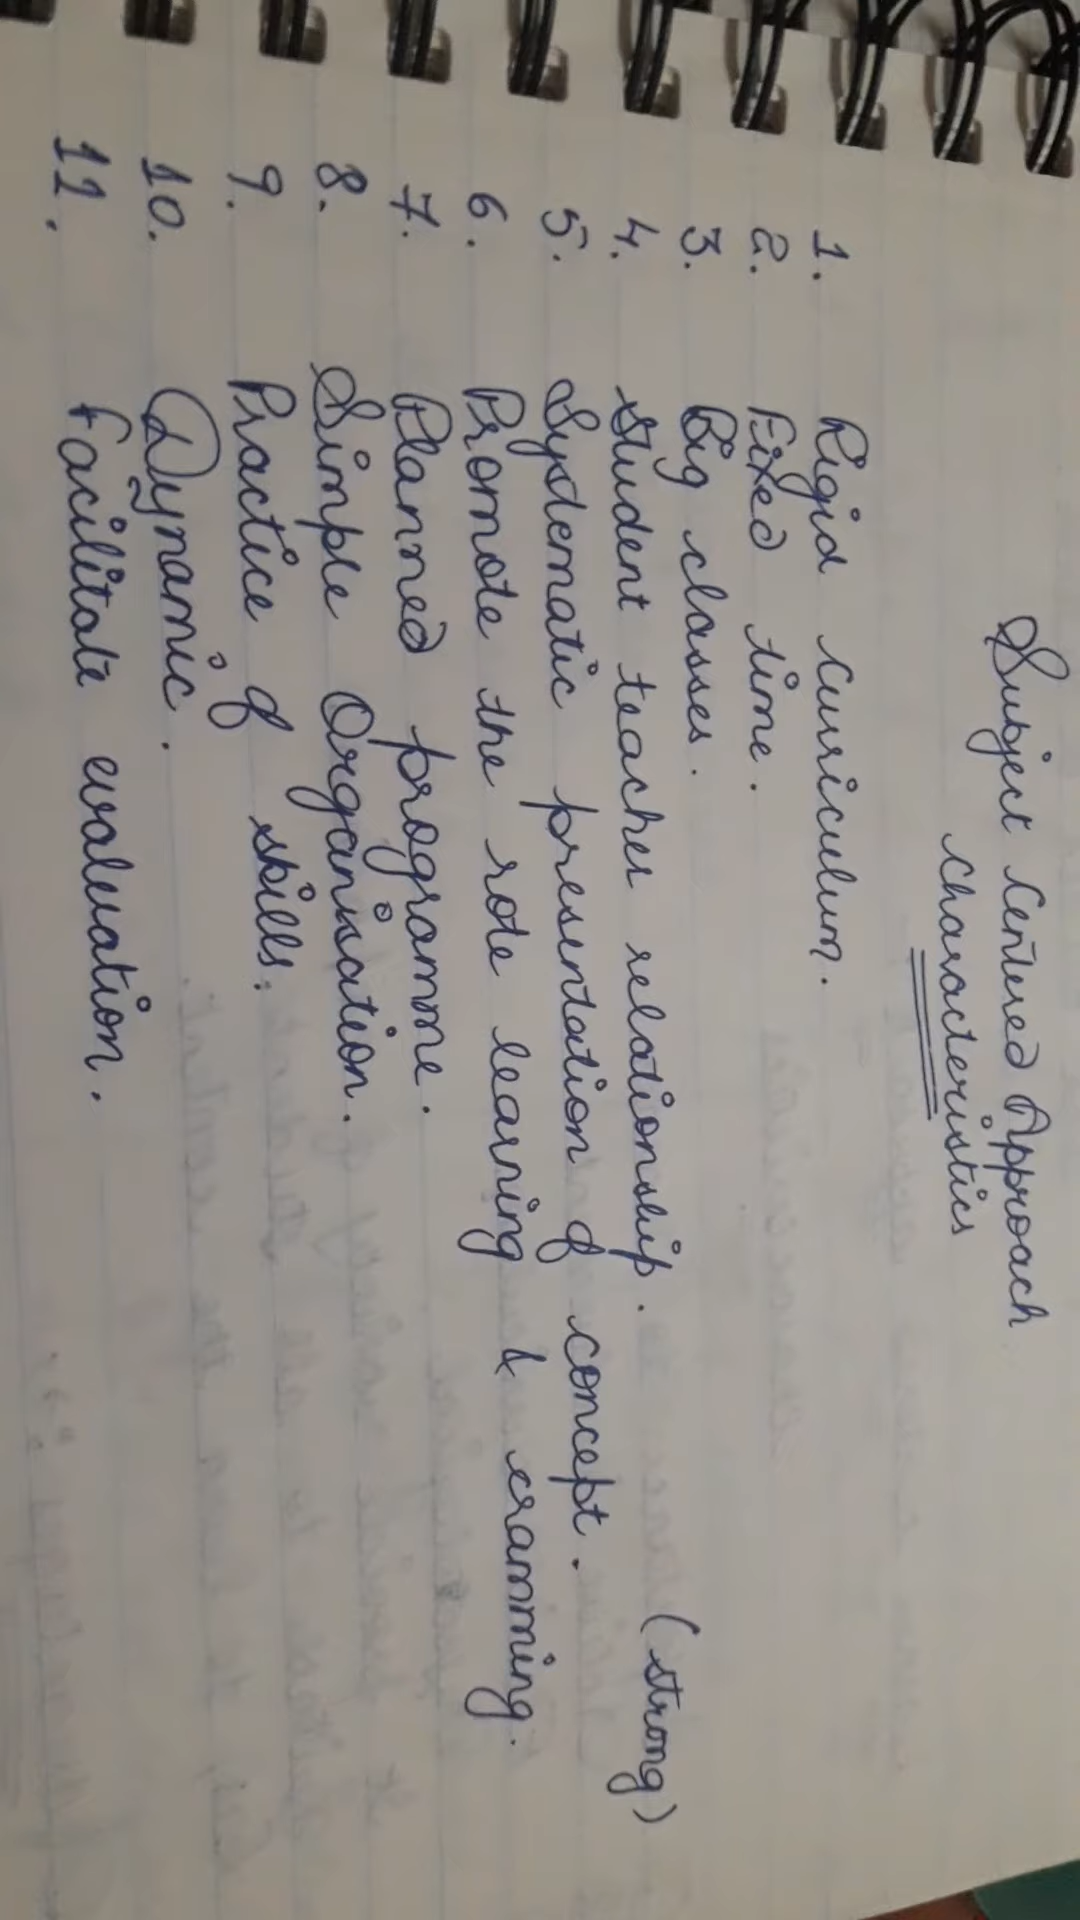 Subject Centered Approach
Characteristics
1. Rigid curriculum.
2. Fixed time.
3. Big classes.
4. Student teacher relationship. (strong)
5. Systematic presentation of concept.
6. Promote the rote learning & cramming.
7. Planned programme.
8. Simple Organisation.
9. Practice of skills.
10. Dynamic.
11. Facilitate evaluation.